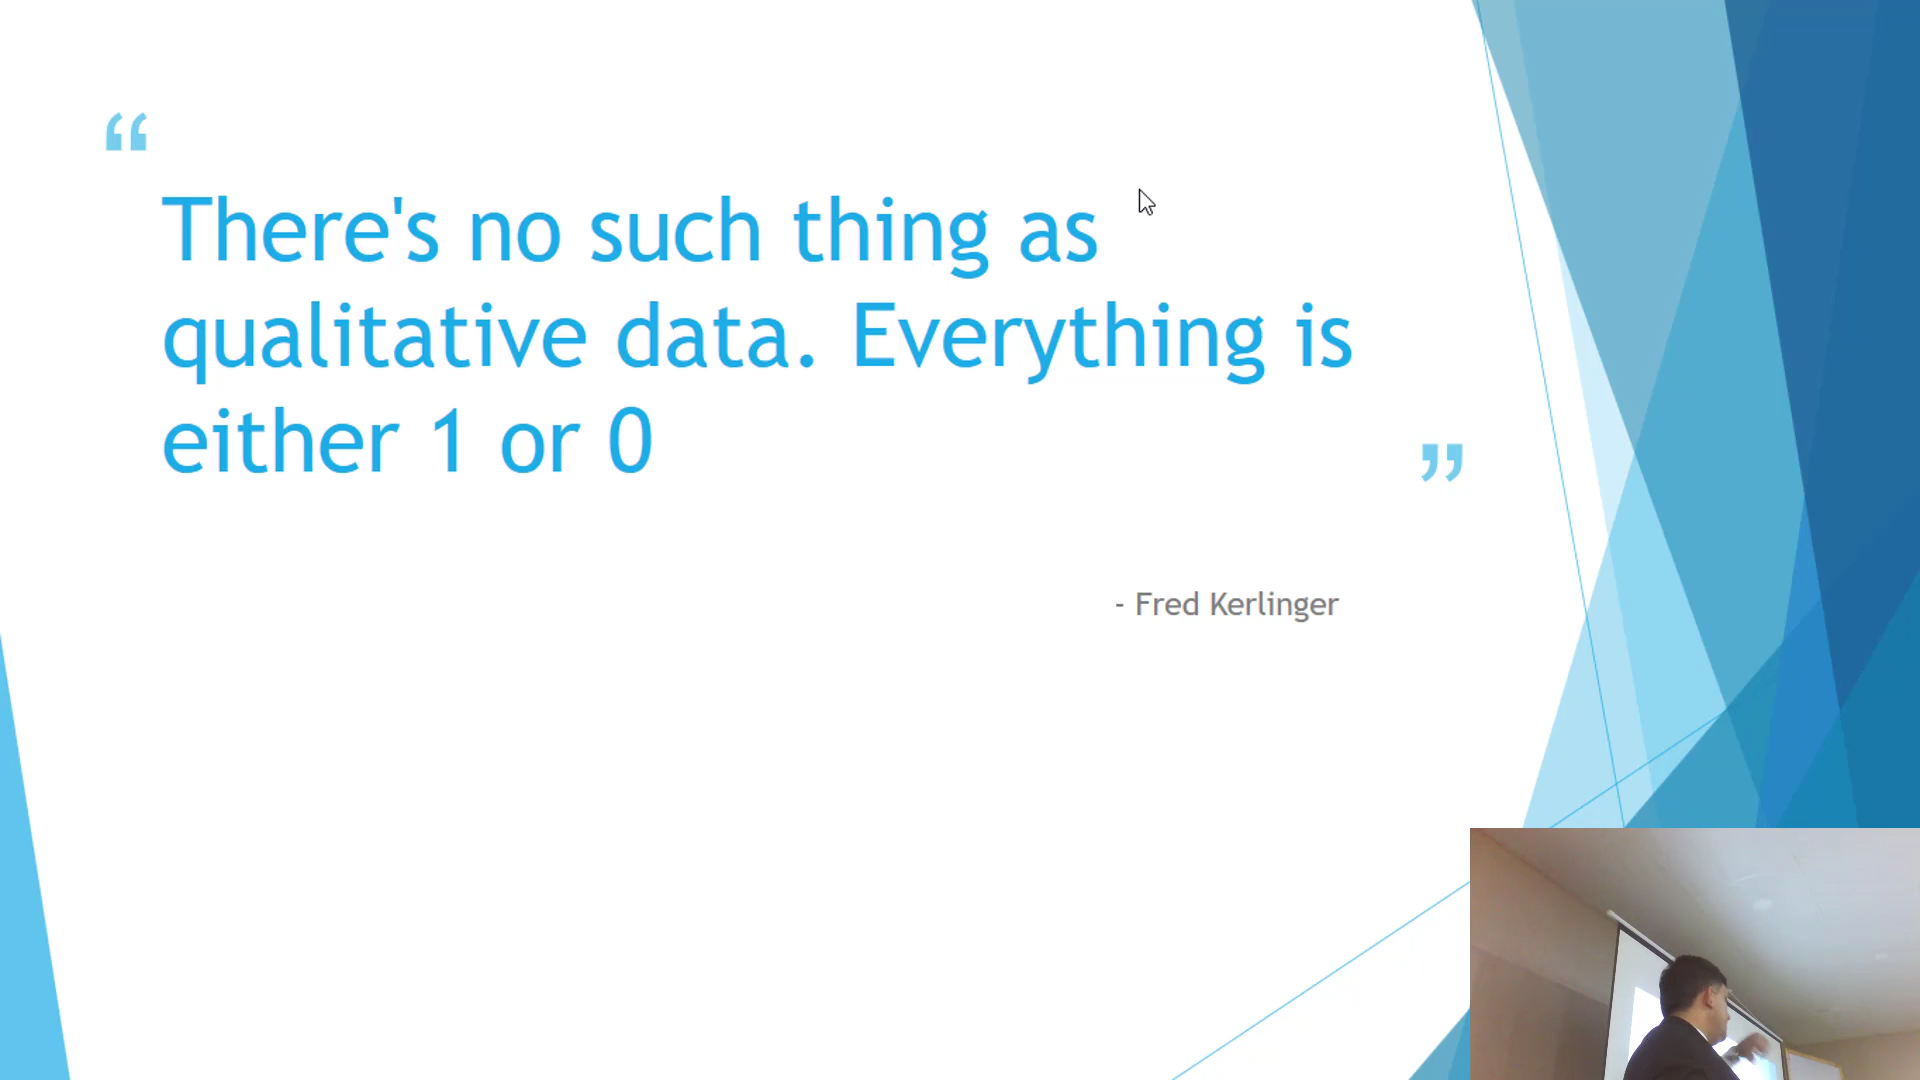 “
There's no such thing as
qualitative data. Everything is
either 1 or 0
”
- Fred Kerlinger